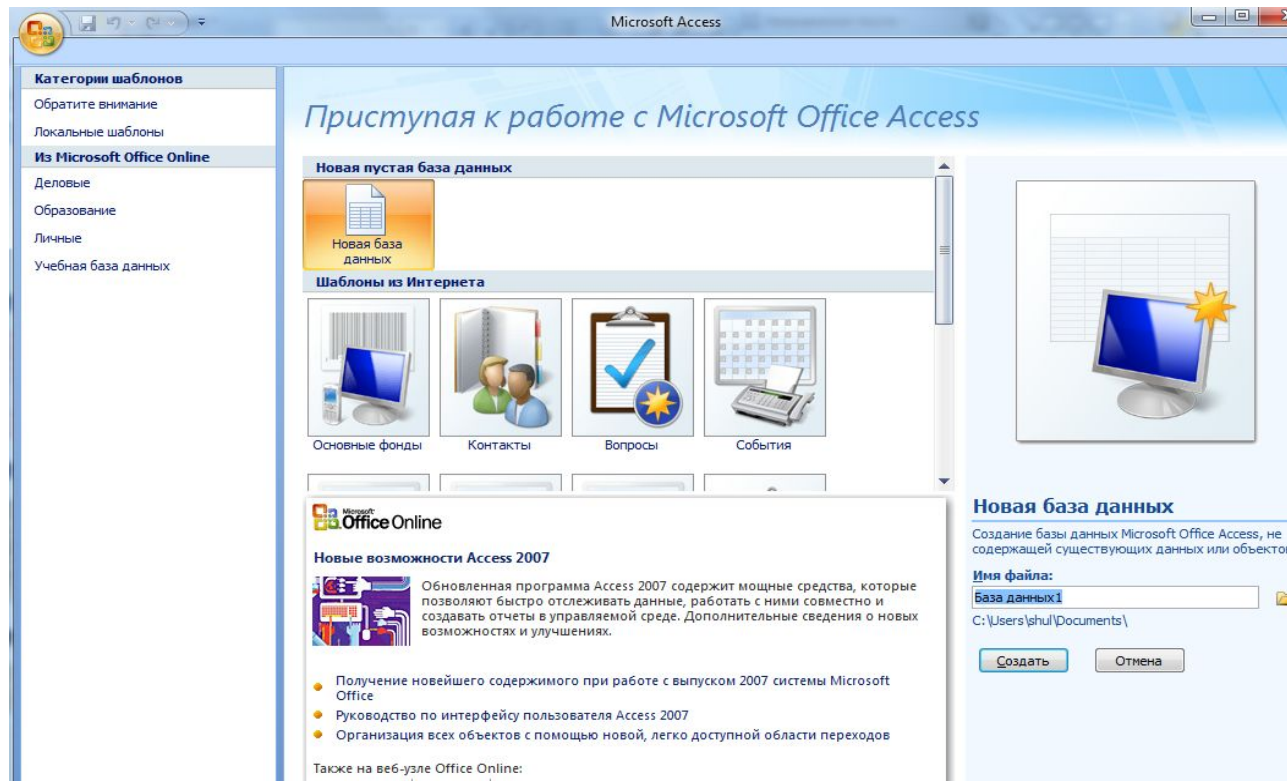 Microsoft Access
Категории шаблонов
Обратите внимание
Локальные шаблоны
Из Microsoft Office Online
Деловые
Образование
Личные
Учебная база данных
Приступая к работе с Microsoft Office Access
Новая пустая база данных
Новая база
данных
Шаблоны из Интернета
Основные фонды
Контакты
Вопросы
События
Microsoft
Office Online
Новые возможности Access 2007
Обновленная программа Access 2007 содержит мощные средства, которые
позволяют быстро отслеживать данные, работать с ними совместно и
создавать отчеты в управляемой среде. Дополнительные сведения о новых
возможностях и улучшениях.
Получение новейшего содержимого при работе с выпуском 2007 системы Microsoft
Office
Руководство по интерфейсу пользователя Access 2007
Организация всех объектов с помощью новой, легко доступной области переходов
Также на веб-узле Office Online:
Новая база данных
Создание базы данных Microsoft Office Access, не
содержащей существующих данных или объекто
Имя файла:
База данных1
C:\Users\shul\Documents\
Создать
Отмена